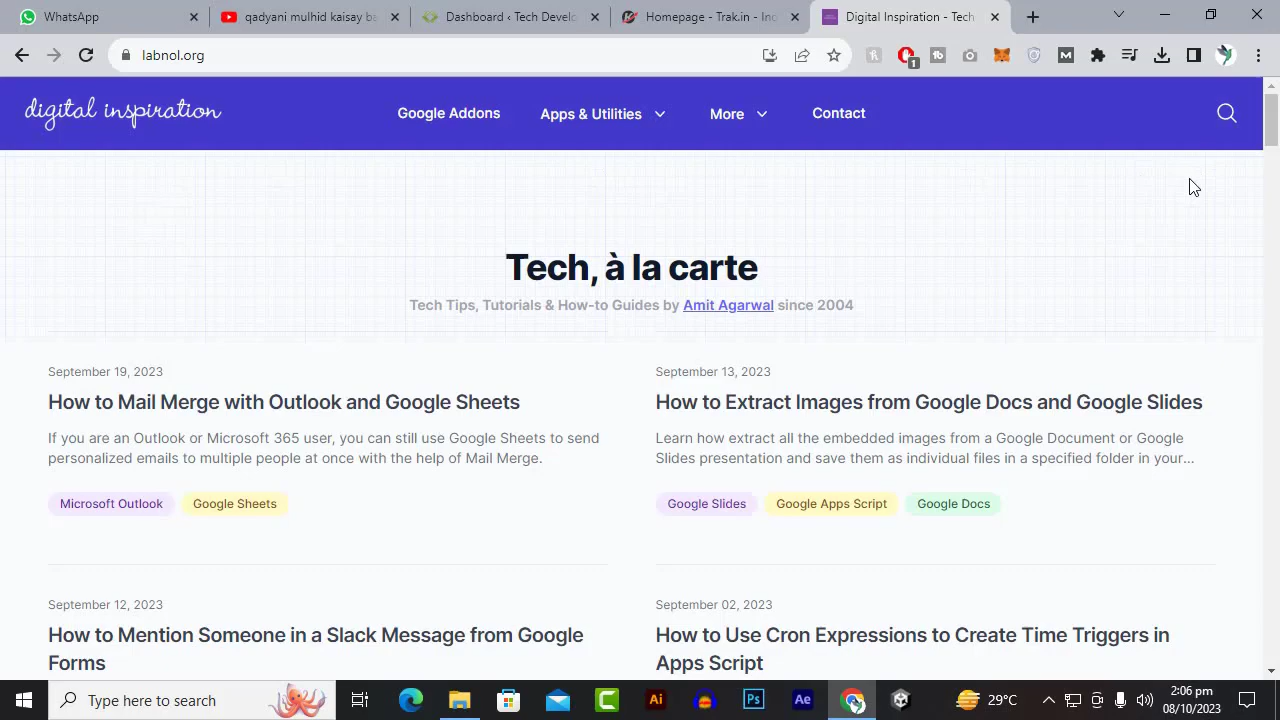 WhatsApp
qadyani mulhid kaisay be
Dashboard ‹ Tech Devel
Homepage - Trak.in - Ind
Digital Inspiration - Tech
labnol.org
1
digital inspiration
Google Addons
Apps & Utilities
More
Contact
Tech, à la carte
Tech Tips, Tutorials & How-to Guides by Amit Agarwal since 2004
September 19, 2023
How to Mail Merge with Outlook and Google Sheets
If you are an Outlook or Microsoft 365 user, you can still use Google Sheets to send
personalized emails to multiple people at once with the help of Mail Merge.
Microsoft Outlook
Google Sheets
September 13, 2023
How to Extract Images from Google Docs and Google Slides
Learn how extract all the embedded images from a Google Document or Google
Slides presentation and save them as individual files in a specified folder in your...
Google Slides
Google Apps Script
Google Docs
September 12, 2023
How to Mention Someone in a Slack Message from Google
Forms
September 02, 2023
How to Use Cron Expressions to Create Time Triggers in
Apps Script
Type here to search
C
Ai
Ps
Ae
29°C
2:06 pm
08/10/2023